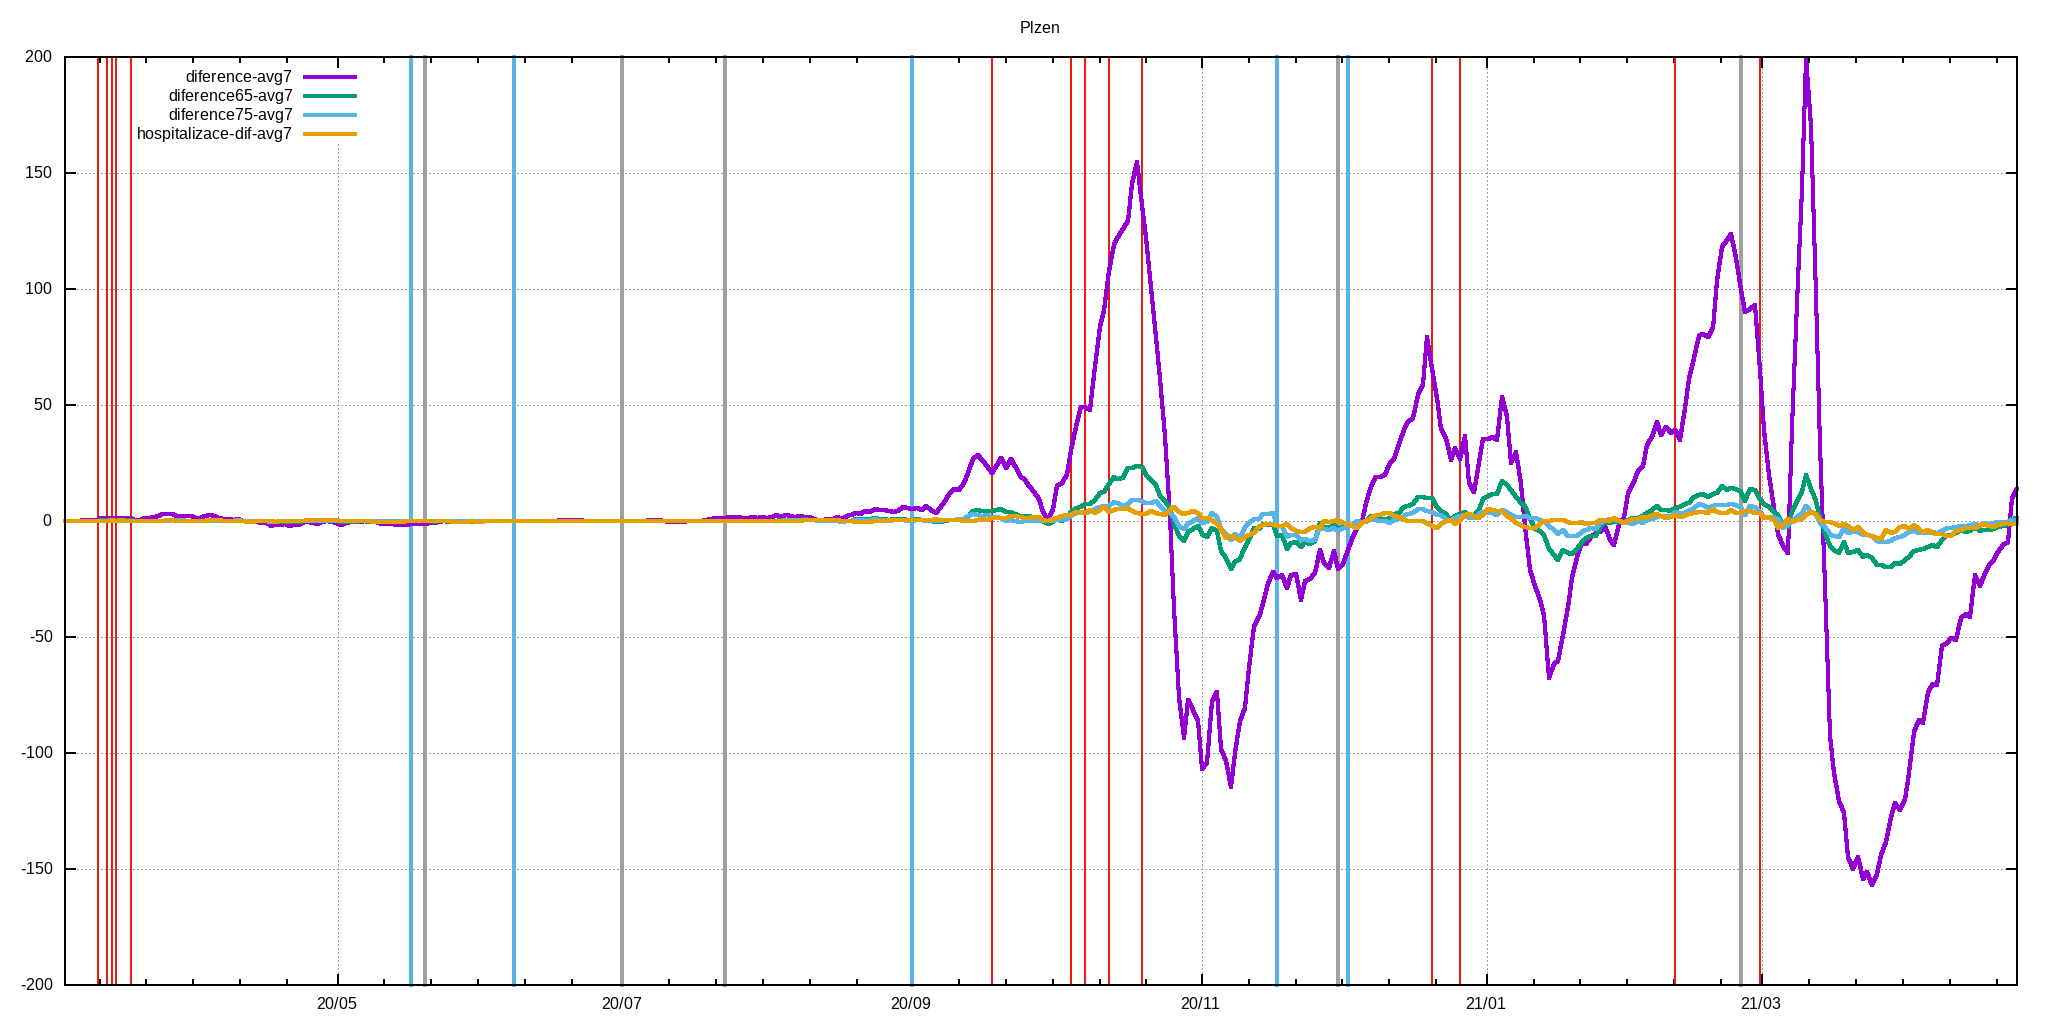 Plzen
200
150
100
50
0
-50
-100
-150
-200
diference-avg7
diference65-avg7
diference75-avg7
hospitalizace-dif-avg7
20/05 20/07 20/09 20/11 21/01 21/03